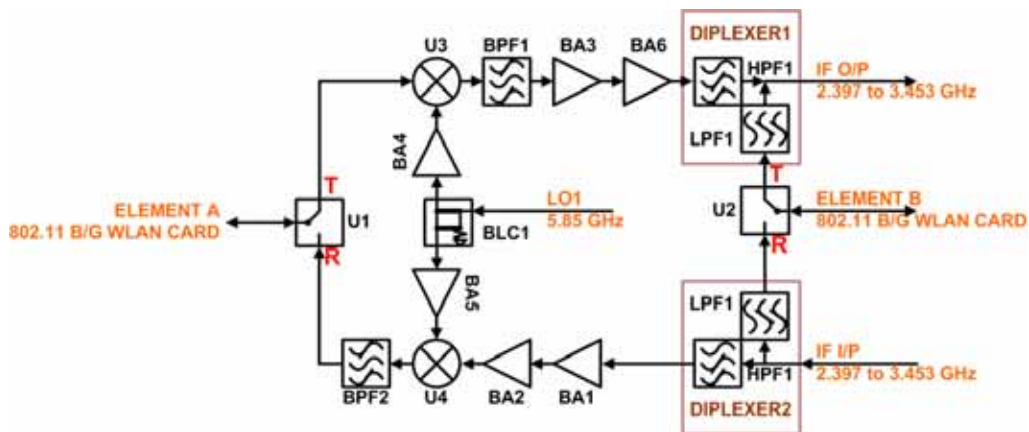 DIPLEXER1
U3
BPF1
BA3
BA6
HPF1
IF O/P
2.397 to 3.453 GHz
BA4
LPF1
T
T
ELEMENT A
802.11 B/G WLAN CARD
U1
LO1
5.85 GHz
BLC1
U2
ELEMENT B
802.11 B/G WLAN CARD
R
R
BA5
LPF1
IF I/P
2.397 to 3.453 GHz
HPF1
BPF2
U4
BA2
BA1
DIPLEXER2